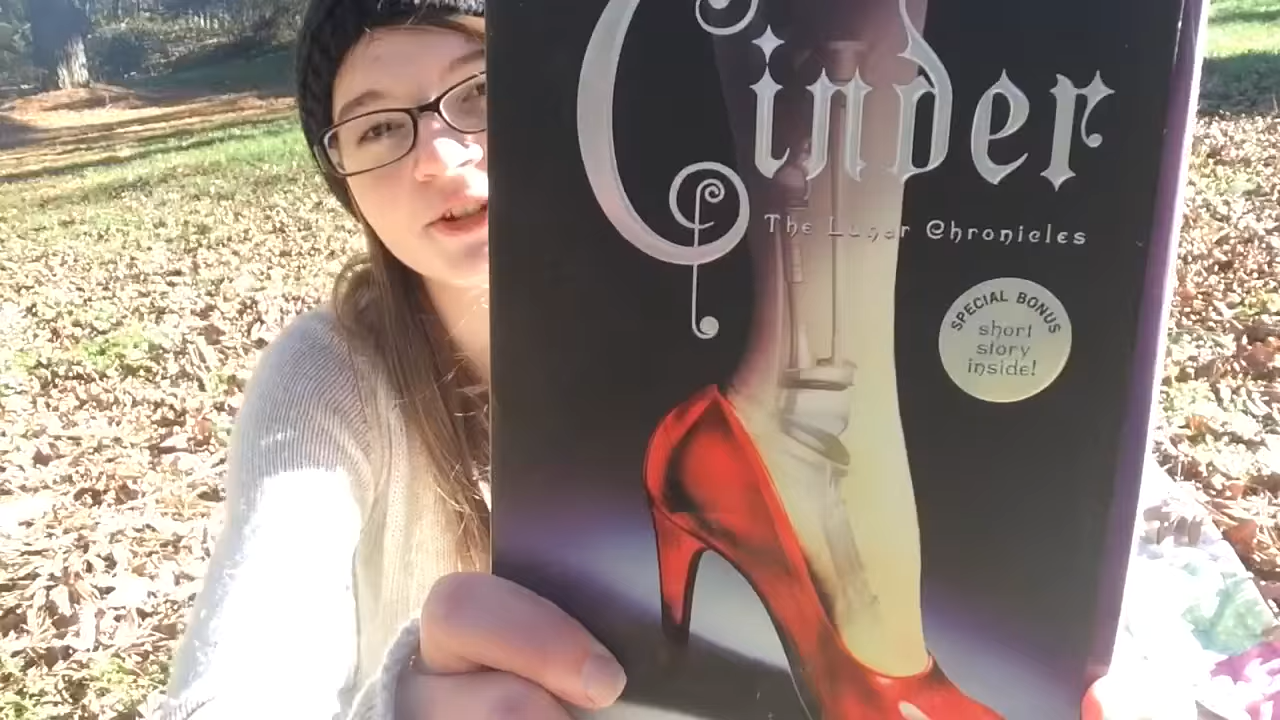 Cinder
The Lunar Chronicles
SPECIAL BONUS
short
story
inside!